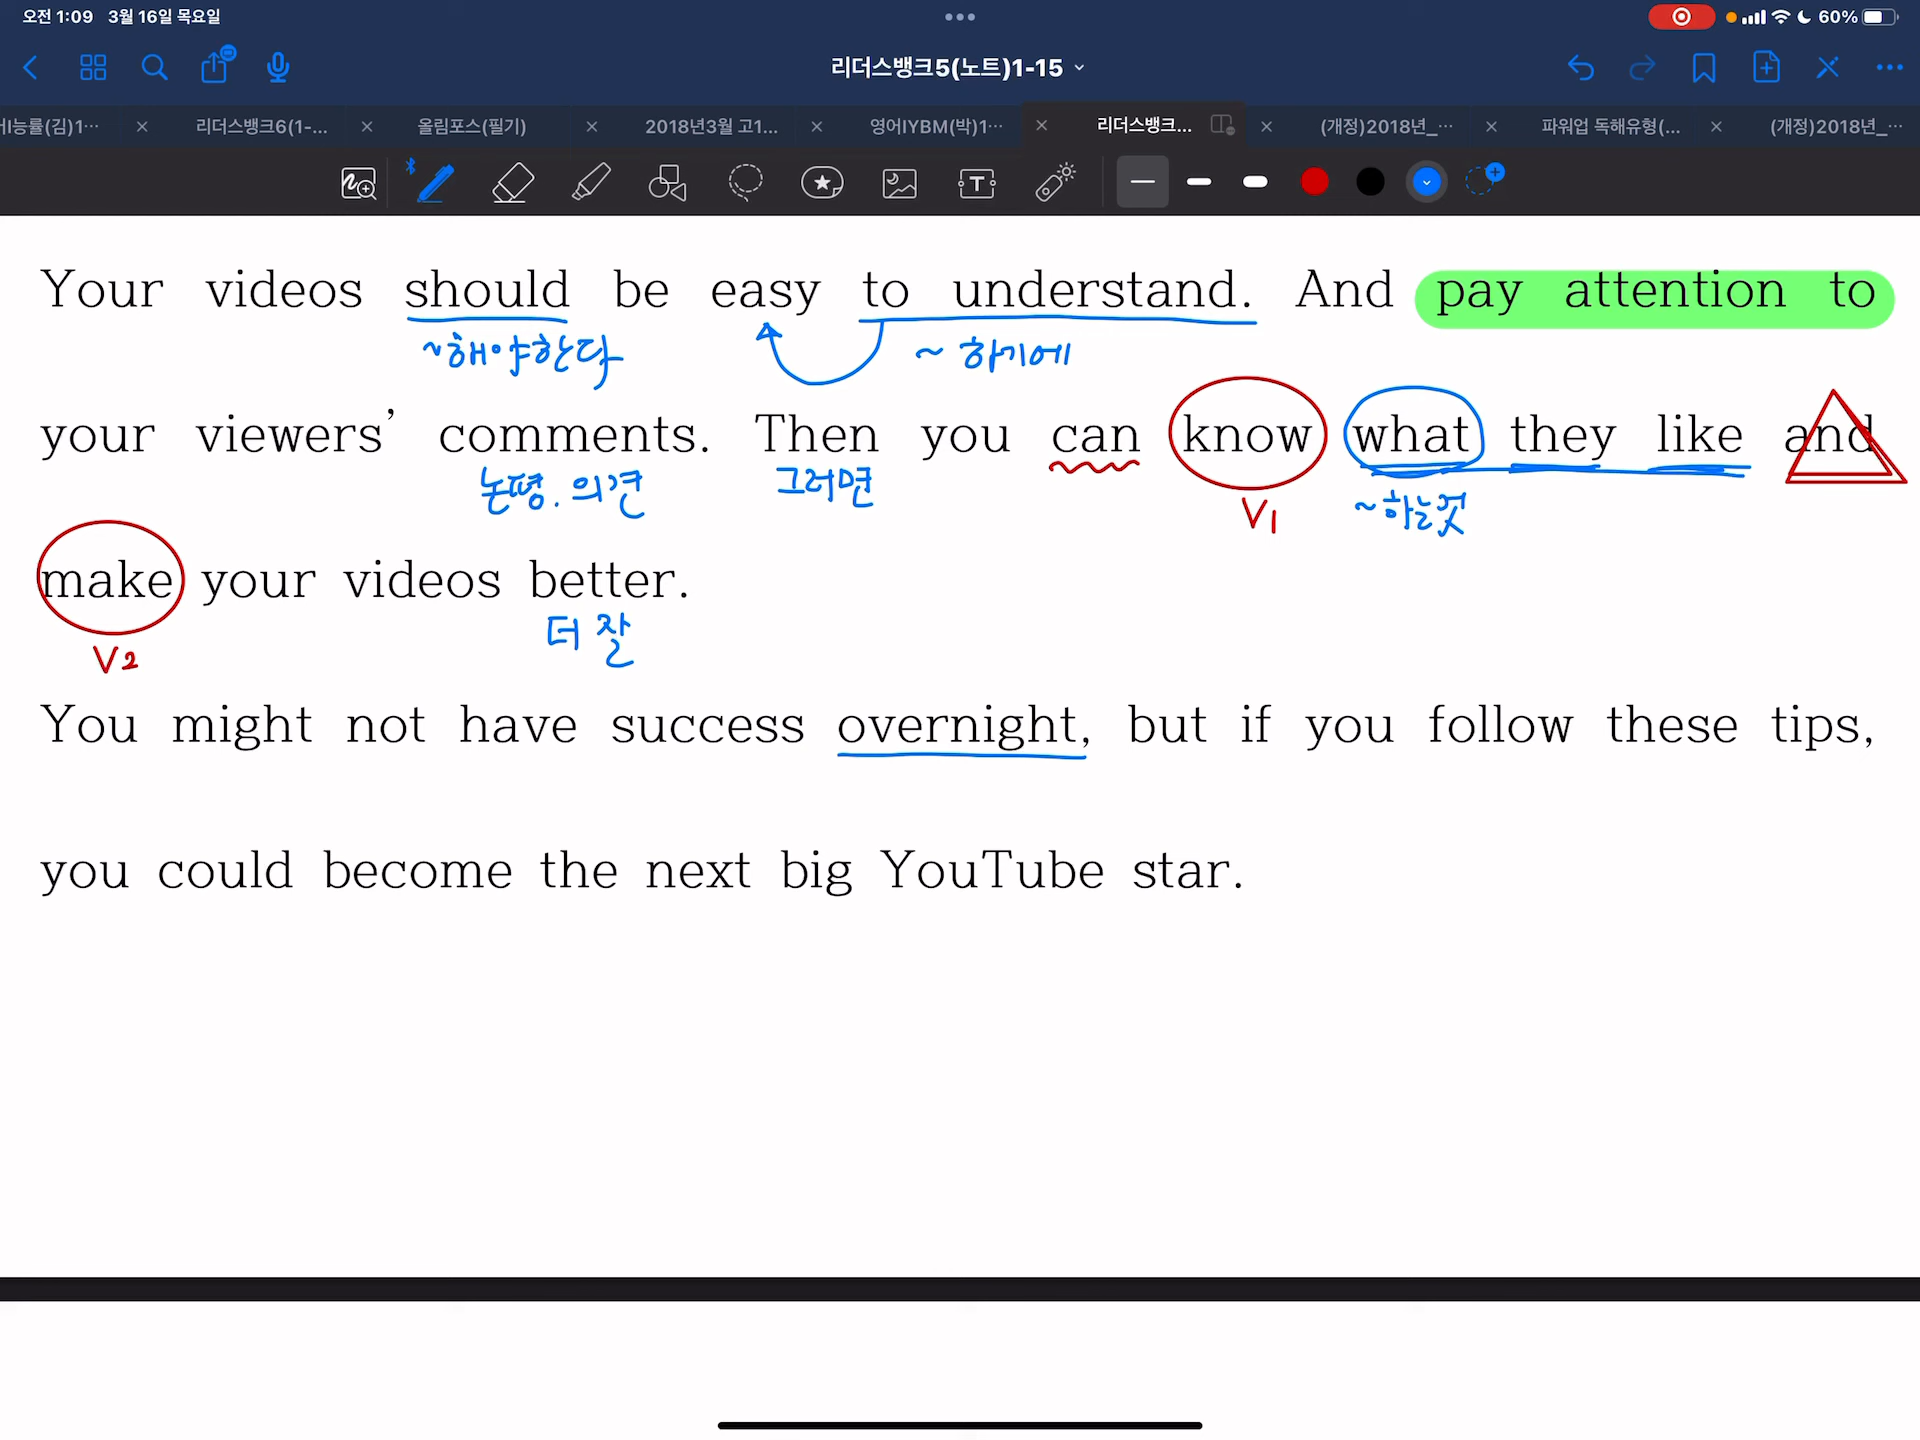 오전 1:09 3월 16일 목요일
60%
리더스뱅크5(노트)1-15
ㅐ능률(김)1… 리더스뱅크6(1-... 올림포스(필기) 2018년3월 고1... 영어IYBM(박)1… 리더스뱅크... (개정)2018년_… 파워업 독해유형(... (개정)2018년_…
Your videos should be easy to understand. And pay attention to
~해야한다 ~ 하기에
your viewers’ comments. Then you can know what they like and
논평. 의견 그러면 V1 ~하는것
make your videos better.
V2 더 잘
You might not have success overnight, but if you follow these tips,
you could become the next big YouTube star.